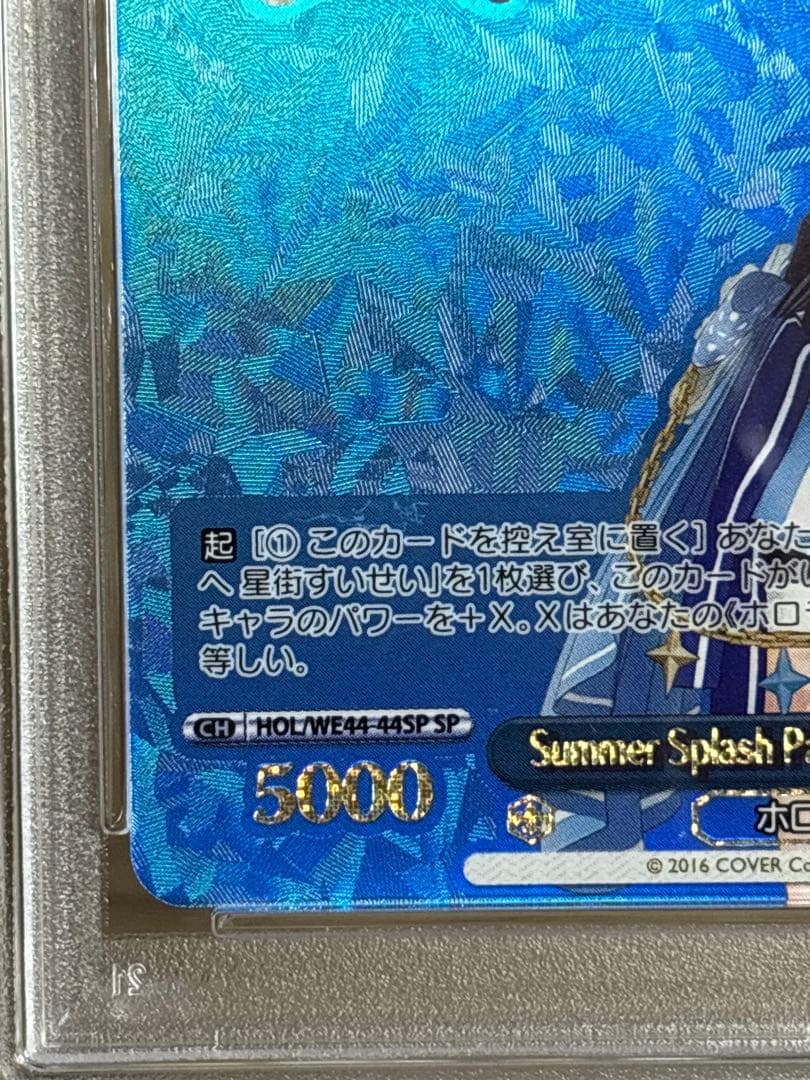 起 [① このカードを控え室に置く] あなた
へ 星街すいせい」を1枚選び、このカードが
キャラのパワーを＋X。Xはあなたの《ホロ
等しい。
CH HOL/WE44-44SP SP
Summer Splash Pa
5000
ホロ
© 2016 COVER Co
21